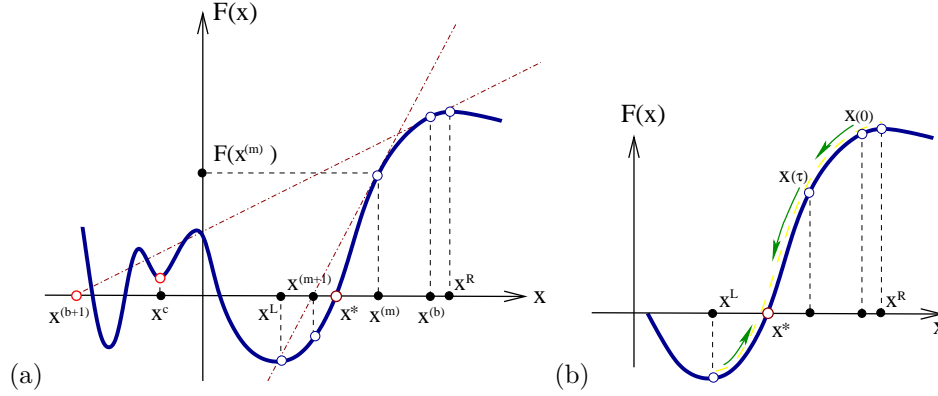 F(x)
F(x^(m))
x^(m+1)
x^L
x^R
x
x^(b+1)
x^c
x*
x^(m)
x^(b)
(a)
F(x)
x(0)
x(τ)
x^L
x^R
x*
x
(b)